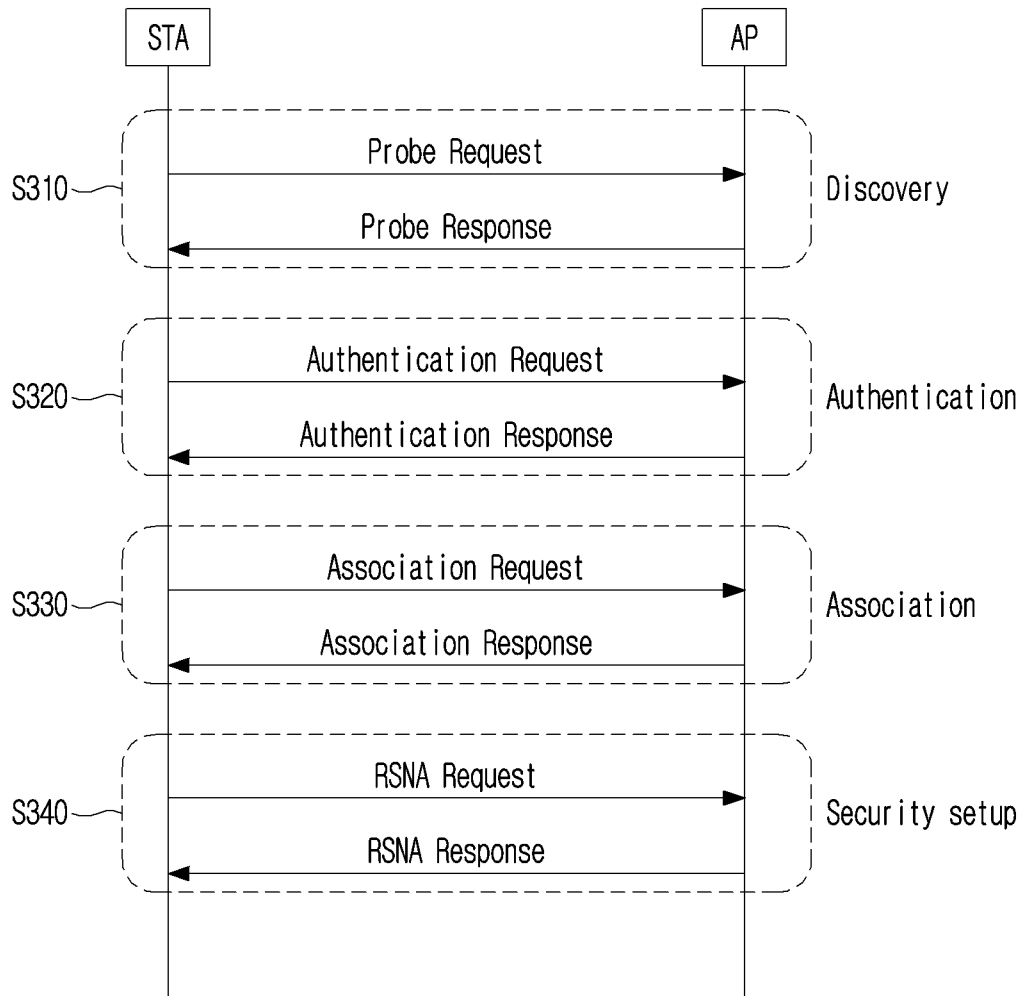 STA
AP
Probe Request
S310
Discovery
Probe Response
Authentication Request
S320
Authentication
Authentication Response
Association Request
S330
Association
Association Response
RSNA Request
S340
Security setup
RSNA Response